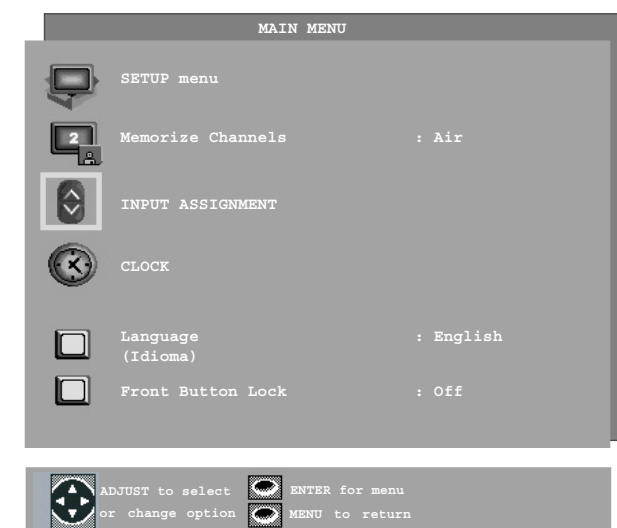 MAIN MENU
SETUP menu
2
Memorize Channels : Air
INPUT ASSIGNMENT
CLOCK
Language : English
(Idioma)
Front Button Lock : Off
ADJUST to select ENTER for menu
or change option MENU to return